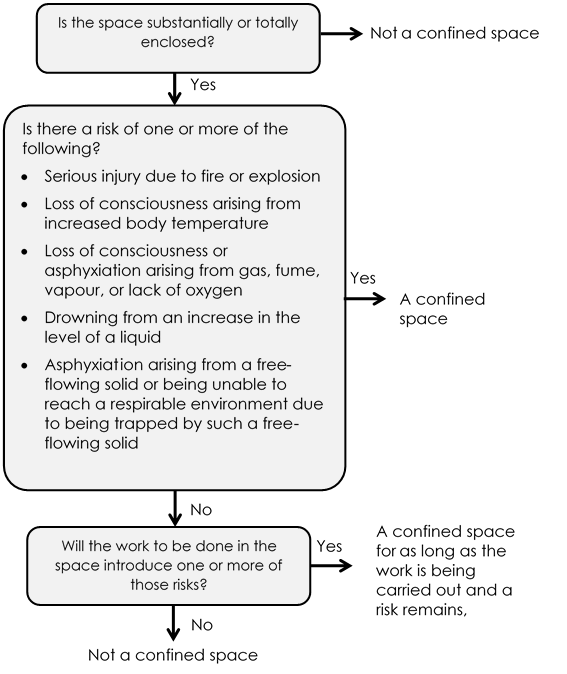 Is the space substantially or totally
enclosed?
Not a confined space
Yes
Is there a risk of one or more of the
following?
• Serious injury due to fire or explosion
• Loss of consciousness arising from
increased body temperature
• Loss of consciousness or
asphyxiation arising from gas, fume,
vapour, or lack of oxygen
• Drowning from an increase in the
level of a liquid
• Asphyxiation arising from a free-
flowing solid or being unable to
reach a respirable environment due
to being trapped by such a free-
flowing solid
Yes
A confined
space
No
Will the work to be done in the
space introduce one or more of
those risks?
Yes
A confined space
for as long as the
work is being
carried out and a
risk remains,
No
Not a confined space